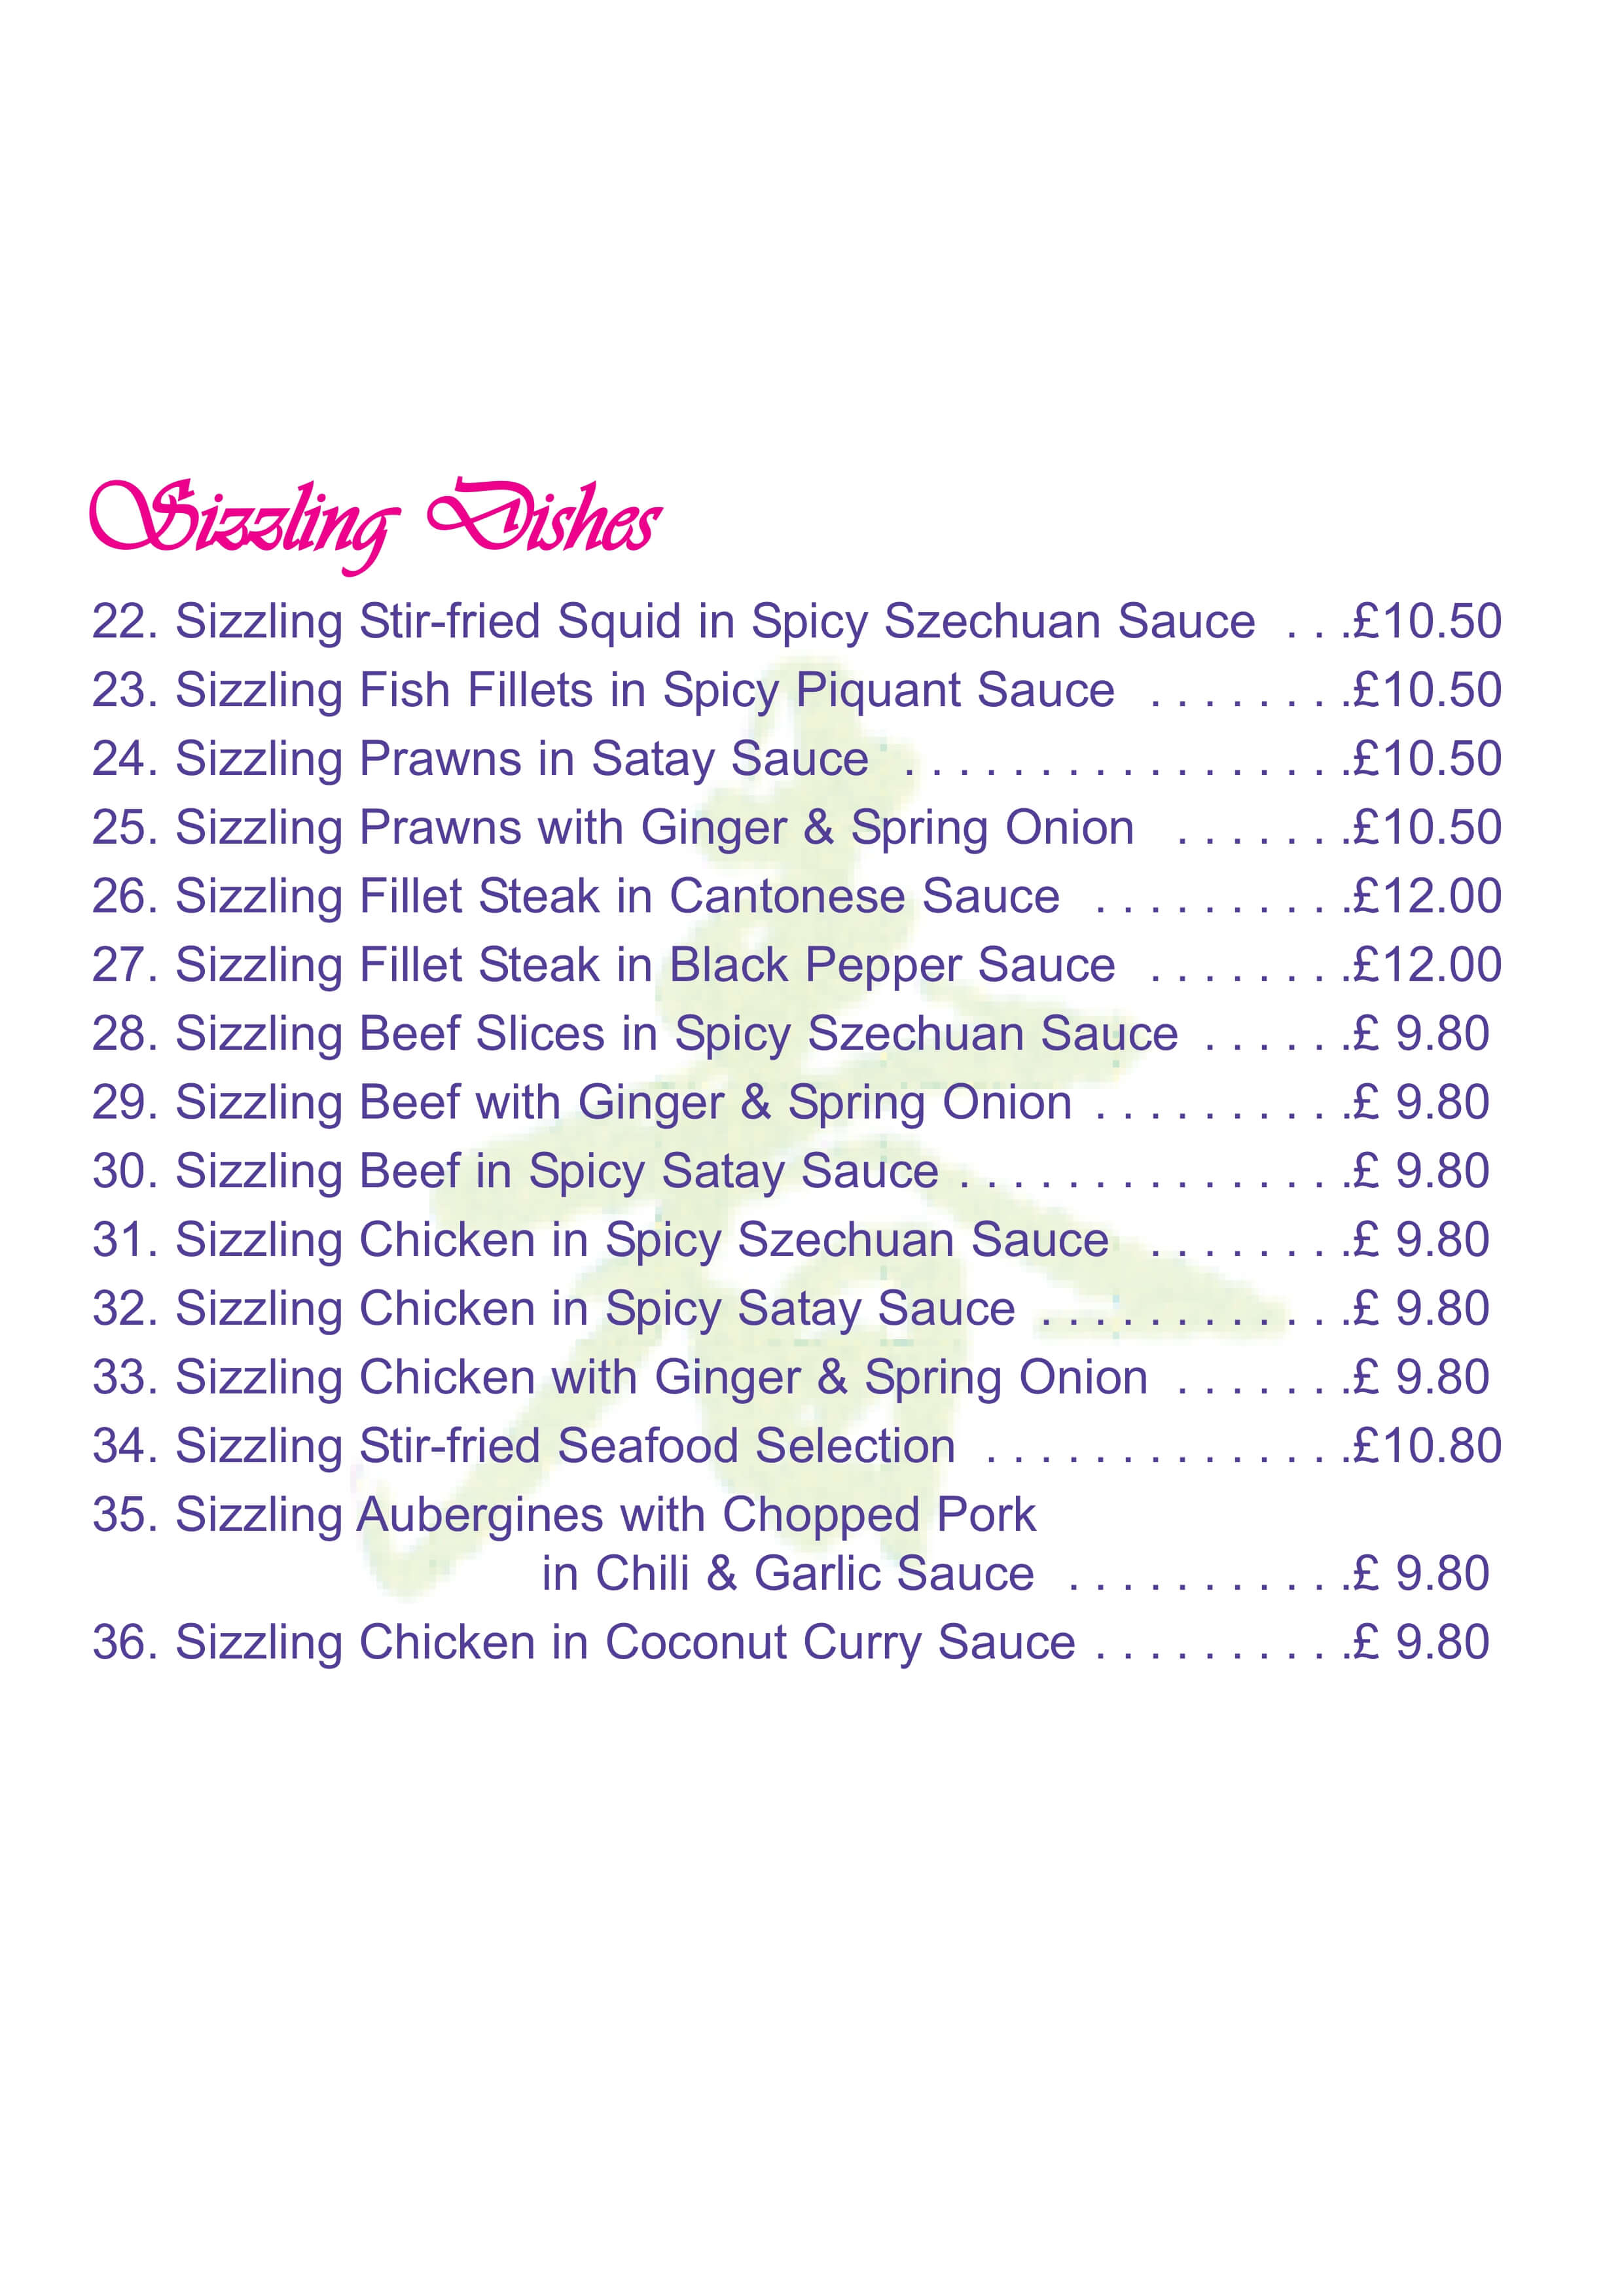 Sizzling Dishes
22. Sizzling Stir-fried Squid in Spicy Szechuan Sauce . . .£10.50
23. Sizzling Fish Fillets in Spicy Piquant Sauce . . . . . . . .£10.50
24. Sizzling Prawns in Satay Sauce . . . . . . . . . . . . . . . . .£10.50
25. Sizzling Prawns with Ginger & Spring Onion . . . . . . .£10.50
26. Sizzling Fillet Steak in Cantonese Sauce . . . . . . . . . .£12.00
27. Sizzling Fillet Steak in Black Pepper Sauce . . . . . . . .£12.00
28. Sizzling Beef Slices in Spicy Szechuan Sauce . . . . . .£ 9.80
29. Sizzling Beef with Ginger & Spring Onion . . . . . . . . . .£ 9.80
30. Sizzling Beef in Spicy Satay Sauce . . . . . . . . . . . . . . .£ 9.80
31. Sizzling Chicken in Spicy Szechuan Sauce . . . . . . . .£ 9.80
32. Sizzling Chicken in Spicy Satay Sauce . . . . . . . . . . . .£ 9.80
33. Sizzling Chicken with Ginger & Spring Onion . . . . . . .£ 9.80
34. Sizzling Stir-fried Seafood Selection . . . . . . . . . . . . . .£10.80
35. Sizzling Aubergines with Chopped Pork
in Chili & Garlic Sauce . . . . . . . . . . .£ 9.80
36. Sizzling Chicken in Coconut Curry Sauce . . . . . . . . . .£ 9.80